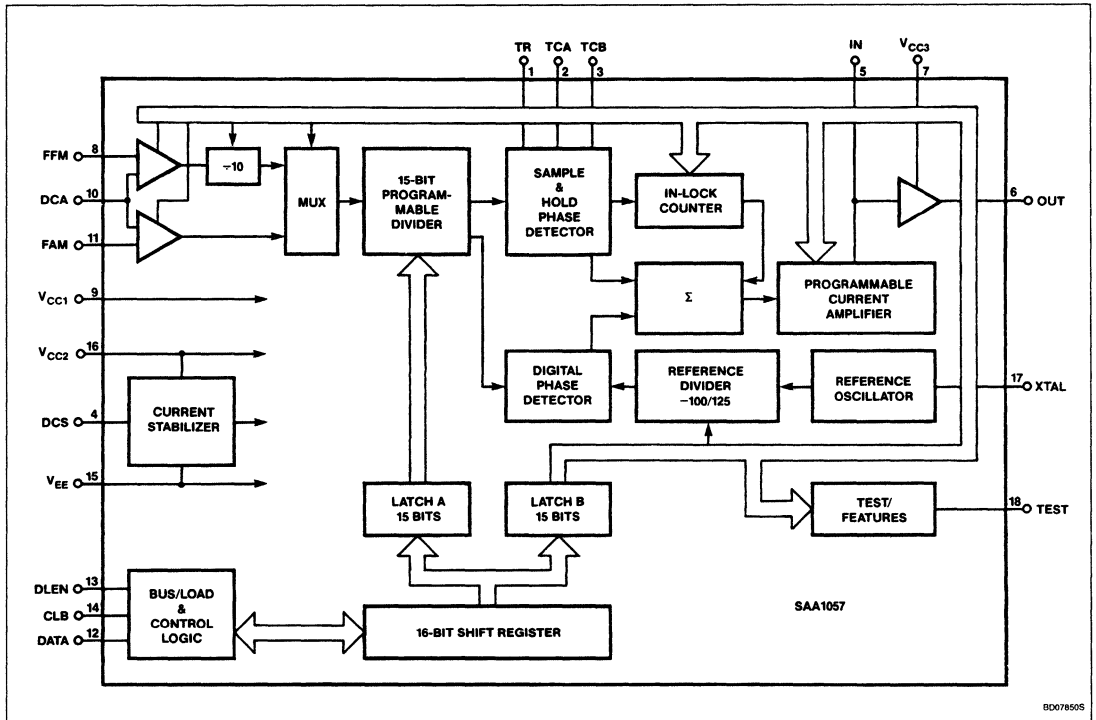 TR TCA TCB IN VCC3
1 2 3 5 7
FFM 8
DCA 10
FAM 11
÷10
MUX
15-BIT
PROGRAM-
MABLE
DIVIDER
SAMPLE
&
HOLD
PHASE
DETECTOR
IN-LOCK
COUNTER
6 OUT
VCC1 9
Σ
PROGRAMMABLE
CURRENT
AMPLIFIER
VCC2 16
CURRENT
STABILIZER
DCS 4
VEE 15
DIGITAL
PHASE
DETECTOR
REFERENCE
DIVIDER
–100/125
REFERENCE
OSCILLATOR
17 XTAL
LATCH A
15 BITS
LATCH B
15 BITS
TEST/
FEATURES
18 TEST
DLEN 13
CLB 14
DATA 12
BUS/LOAD
&
CONTROL
LOGIC
16-BIT SHIFT REGISTER
SAA1057
BD07850S